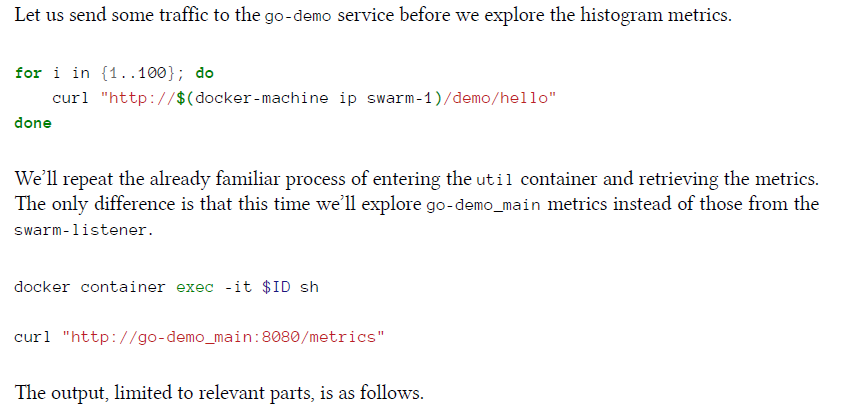 Let us send some traffic to the go-demo service before we explore the histogram metrics.
for i in {1..100}; do
    curl "http://$(docker-machine ip swarm-1)/demo/hello"
done
We'll repeat the already familiar process of entering the util container and retrieving the metrics.
The only difference is that this time we'll explore go-demo_main metrics instead of those from the
swarm-listener.
docker container exec -it $ID sh
curl "http://go-demo_main:8080/metrics"
The output, limited to relevant parts, is as follows.